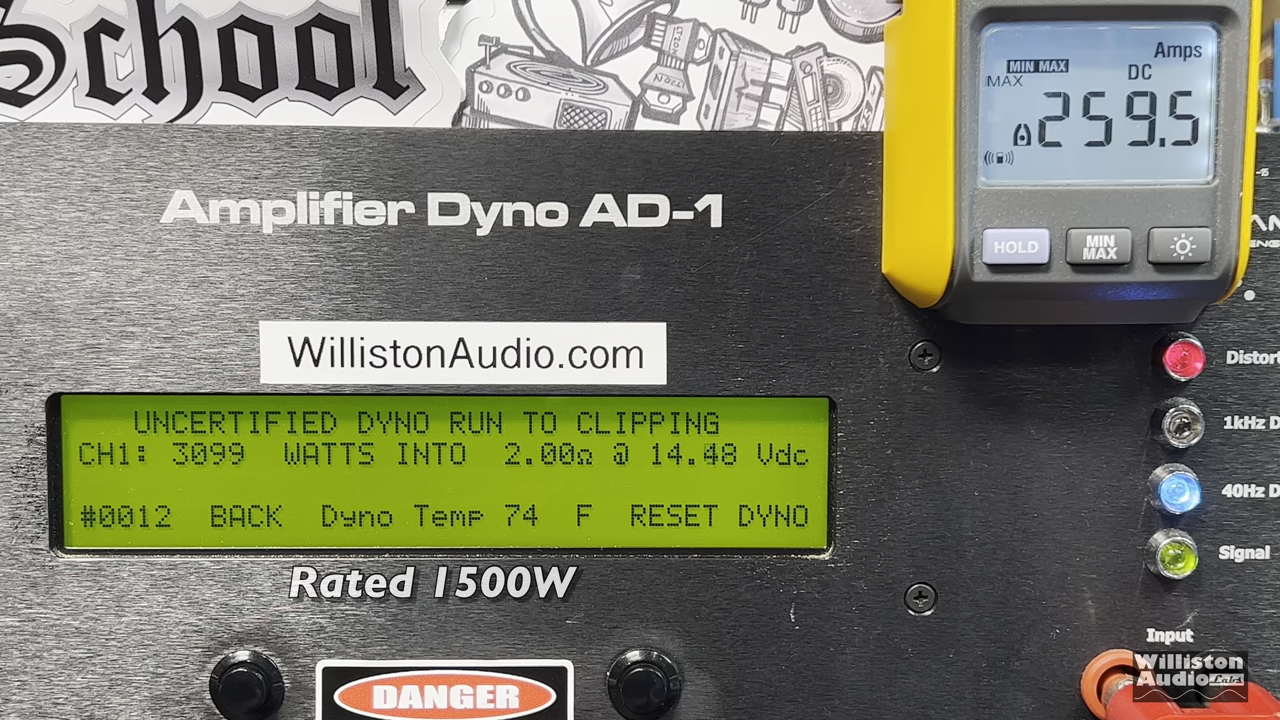 School
Amps
MIN MAX
MAX
DC
259.5
HOLD
MIN
MAX
Amplifier Dyno AD-1
WillistonAudio.com
UNCERTIFIED DYNO RUN TO CLIPPING
CH1: 3099 WATTS INTO 2.00Ω @ 14.48 Vdc
#0012 BACK Dyno Temp 74 F RESET DYNO
Rated 1500W
Distort
1kHz D
40Hz D
Signal
Input
DANGER
Williston
Audio Labs